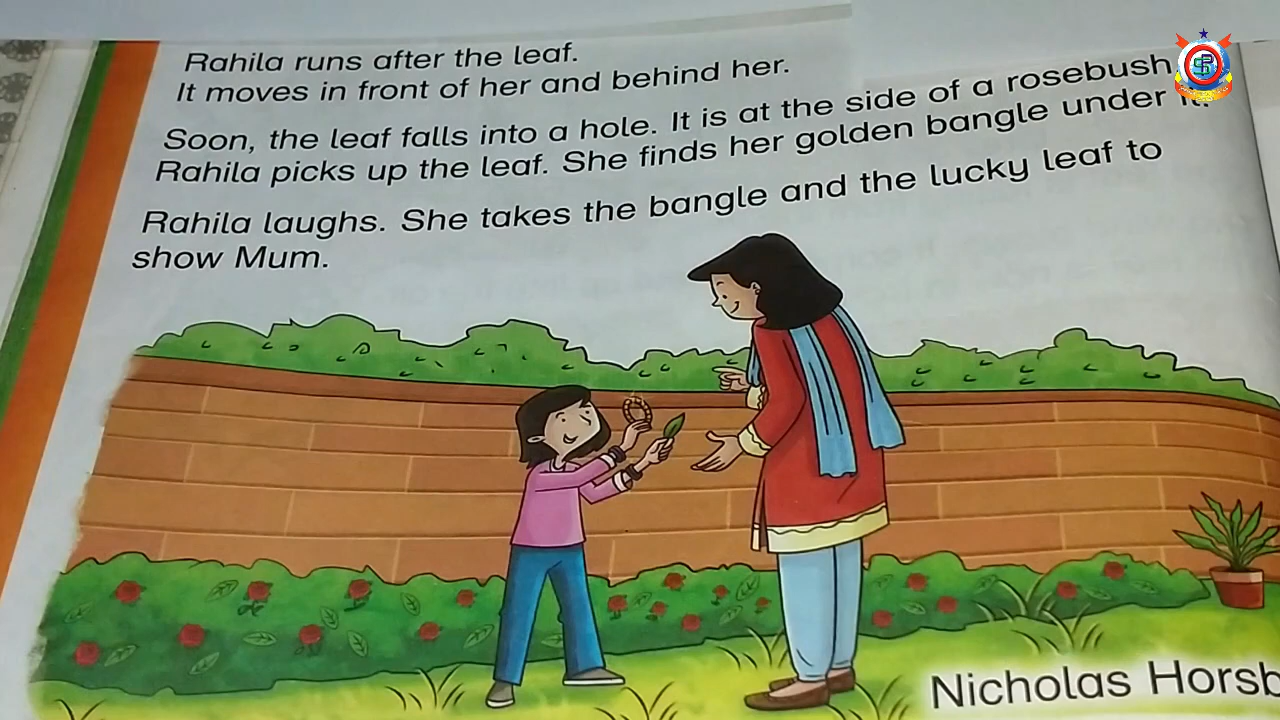 Rahila runs after the leaf.
It moves in front of her and behind her.
Soon, the leaf falls into a hole. It is at the side of a rosebush
Rahila picks up the leaf. She finds her golden bangle under
Rahila laughs. She takes the bangle and the lucky leaf to
show Mum.
Nicholas Horsb